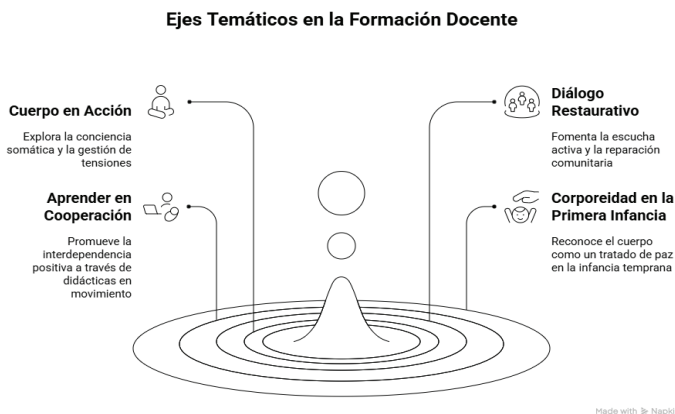 Ejes Temáticos en la Formación Docente
Cuerpo en Acción
Explora la conciencia
somática y la gestión de
tensiones
Aprender en
Cooperación
Promueve la
interdependencia
positiva a través de
didácticas en
movimiento
Diálogo
Restaurativo
Fomenta la escucha
activa y la reparación
comunitaria
Corporeidad en la
Primera Infancia
Reconoce el cuerpo
como un tratado de paz
en la infancia temprana
Made with Napki